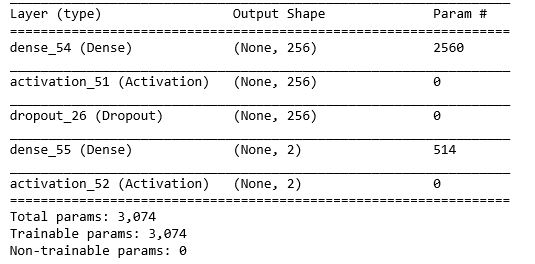 Layer (type) Output Shape Param #
=================================================================
dense_54 (Dense) (None, 256) 2560
_________________________________________________________________
activation_51 (Activation) (None, 256) 0
_________________________________________________________________
dropout_26 (Dropout) (None, 256) 0
_________________________________________________________________
dense_55 (Dense) (None, 2) 514
_________________________________________________________________
activation_52 (Activation) (None, 2) 0
=================================================================
Total params: 3,074
Trainable params: 3,074
Non-trainable params: 0